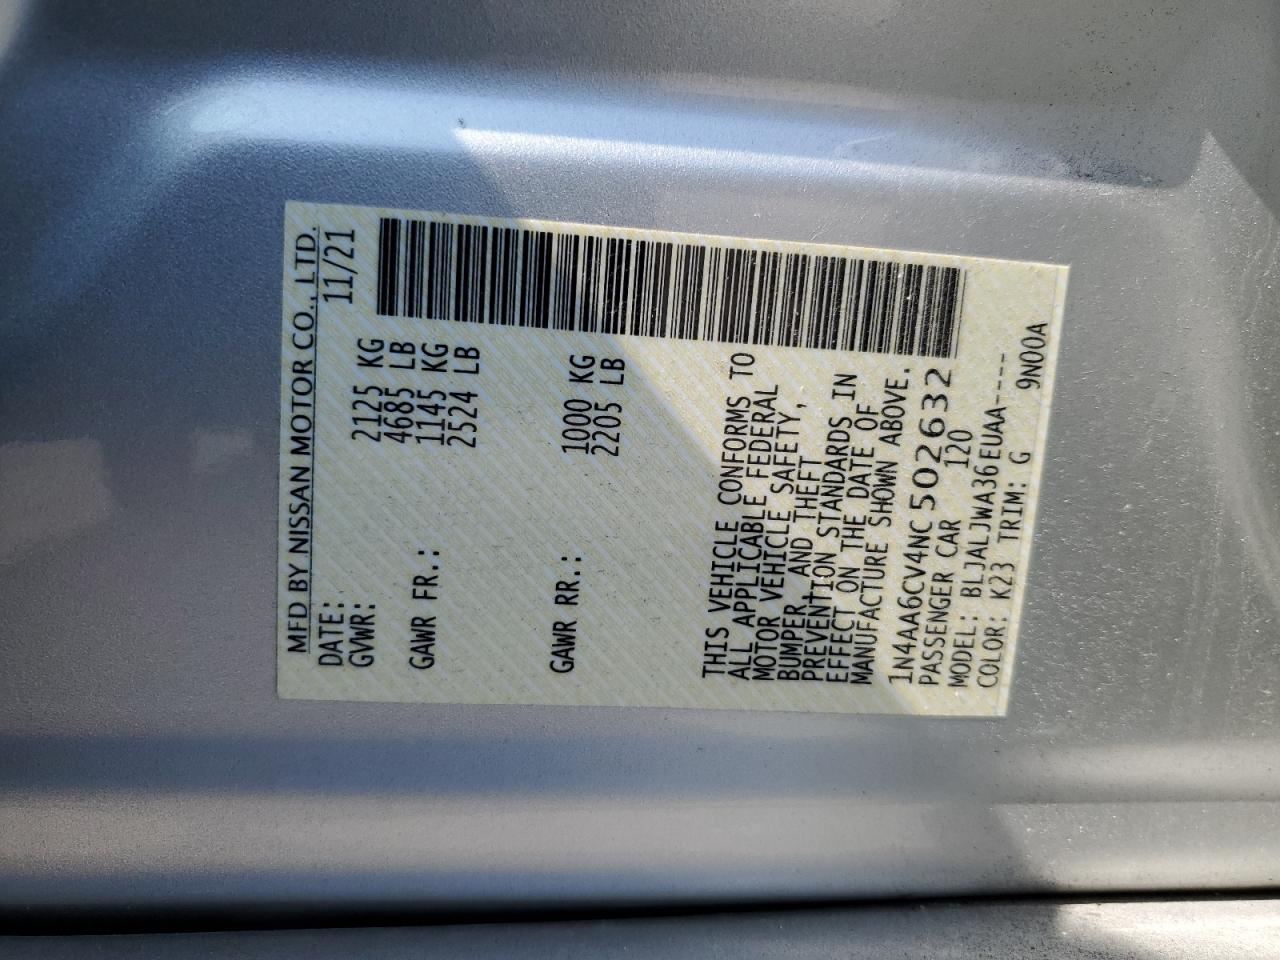 MFD BY NISSAN MOTOR CO., LTD.
DATE: 11/21
GVWR: 2125 KG
4685 LB
GAWR FR.: 1145 KG
2524 LB
GAWR RR.: 1000 KG
2205 LB
THIS VEHICLE CONFORMS TO
ALL APPLICABLE FEDERAL
MOTOR VEHICLE SAFETY,
BUMPER, AND THEFT
PREVENTION STANDARDS IN
EFFECT ON THE DATE OF
MANUFACTURE SHOWN ABOVE.
1N4AA6CV4NC502632
PASSENGER CAR 120
MODEL: BLJALJWA36EUAA----
COLOR: K23 TRIM: G 9N00A